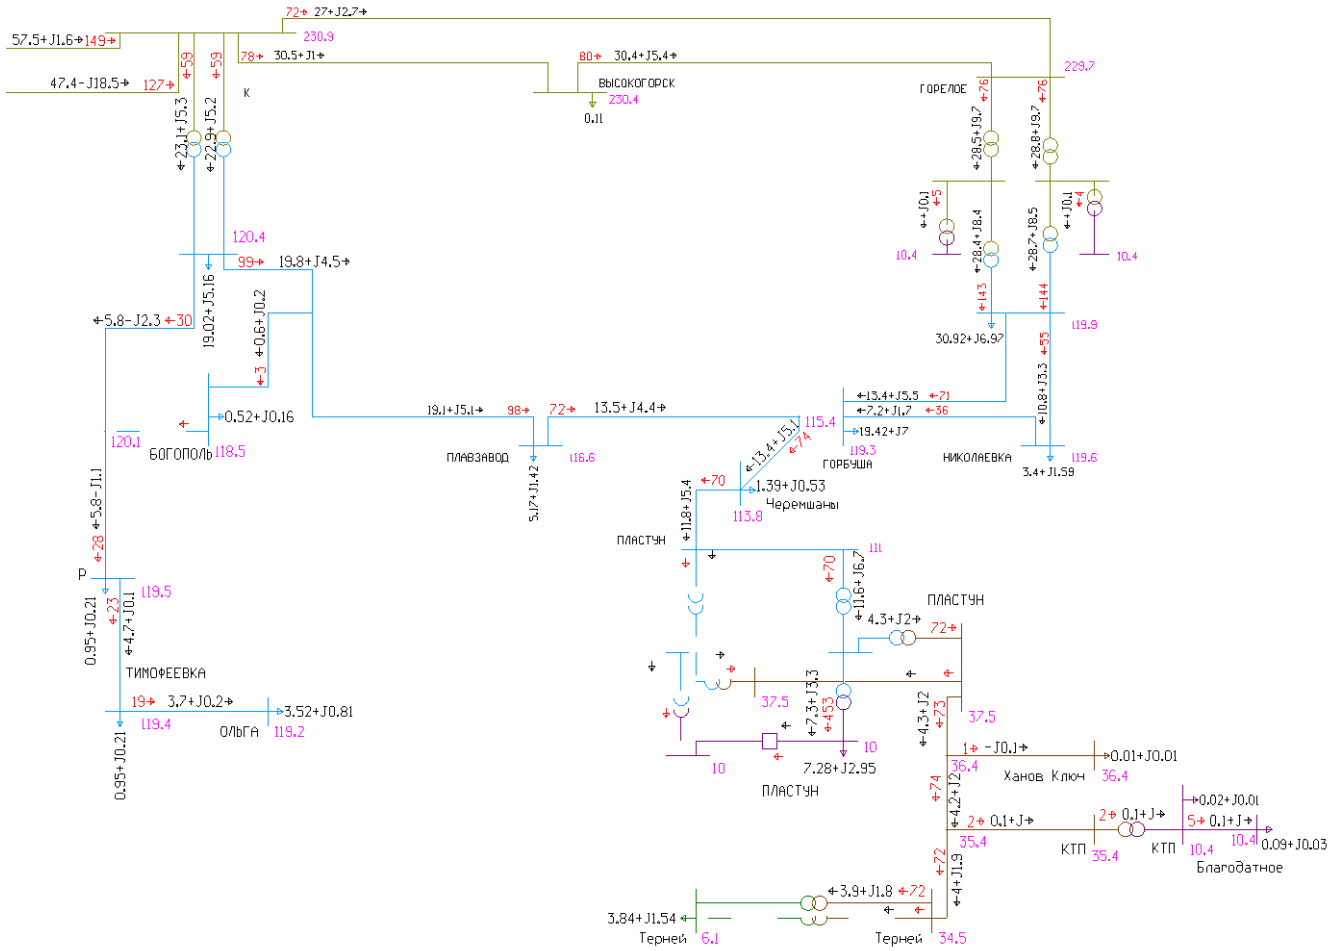 72 27+J2.7
57.5+J1.6 149
230.9
59
59
78 30.5+J1
80 30.4+J5.4
229.7
47.4-J18.5 127
К
ВЫСОКОГОРСК
230.4
0.11
ГОРЕЛОЕ
76
76
23.1+J5.3
22.9+J5.2
28.5+J9.7
28.8+J9.7
+J0.1
5
+J0.1
4
10.4
10.4
28.4+J8.4
28.7+J8.5
120.4
99 19.8+J4.5
19.02+J5.16
0.6+J0.2
143
144
119.9
5.8-J2.3 30
30.92+J6.97
55
10.8+J3.3
3
13.4+J5.5 71
7.2+J1.7 36
0.52+J0.16
19.1+J5.1 98
72 13.5+J4.4
115.4
19.42+J7
120.1
БОГОПОЛЬ
118.5
ПЛАВЗАВОД
116.6
13.4+J5.1
74
119.3
ГОРБУША
НИКОЛАЕВКА
119.6
3.4+J1.59
5.17+J1.42
5.8-J1.1
28
11.8+J5.4
70
1.39+J0.53
Черемшаны
113.8
ПЛАСТУН
111
70
11.6+J6.7
Р
119.5
23
4.7+J0.1
0.95+J0.21
ПЛАСТУН
4.3+J2 72
ТИМОФЕЕВКА
19 3.7+J0.2
3.52+J0.81
119.4
ОЛЬГА
119.2
0.95+J0.21
37.5
7.3+J3.3
453
4.3+J2
73
37.5
10
10
7.28+J2.95
ПЛАСТУН
1 -J0.1
0.01+J0.01
36.4
Ханов Ключ
36.4
74
4.2+J2
0.02+J0.01
2 0.1+J
2 0.1+J
5 0.1+J
35.4
КТП
35.4
КТП
10.4
10.4
0.09+J0.03
Благодатное
72
4+J1.9
3.9+J1.8 72
3.84+J1.54
Терней
6.1
Терней
34.5